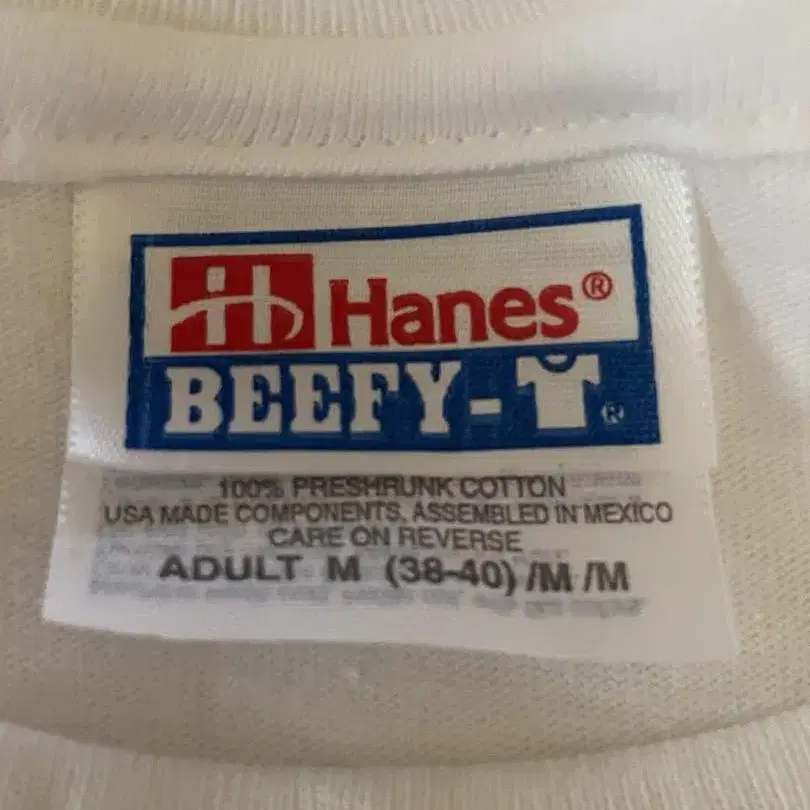 H Hanes®
BEEFY-T®
100% PRESHRUNK COTTON
USA MADE COMPONENTS, ASSEMBLED IN MEXICO
CARE ON REVERSE
ADULT M (38-40) /M /M